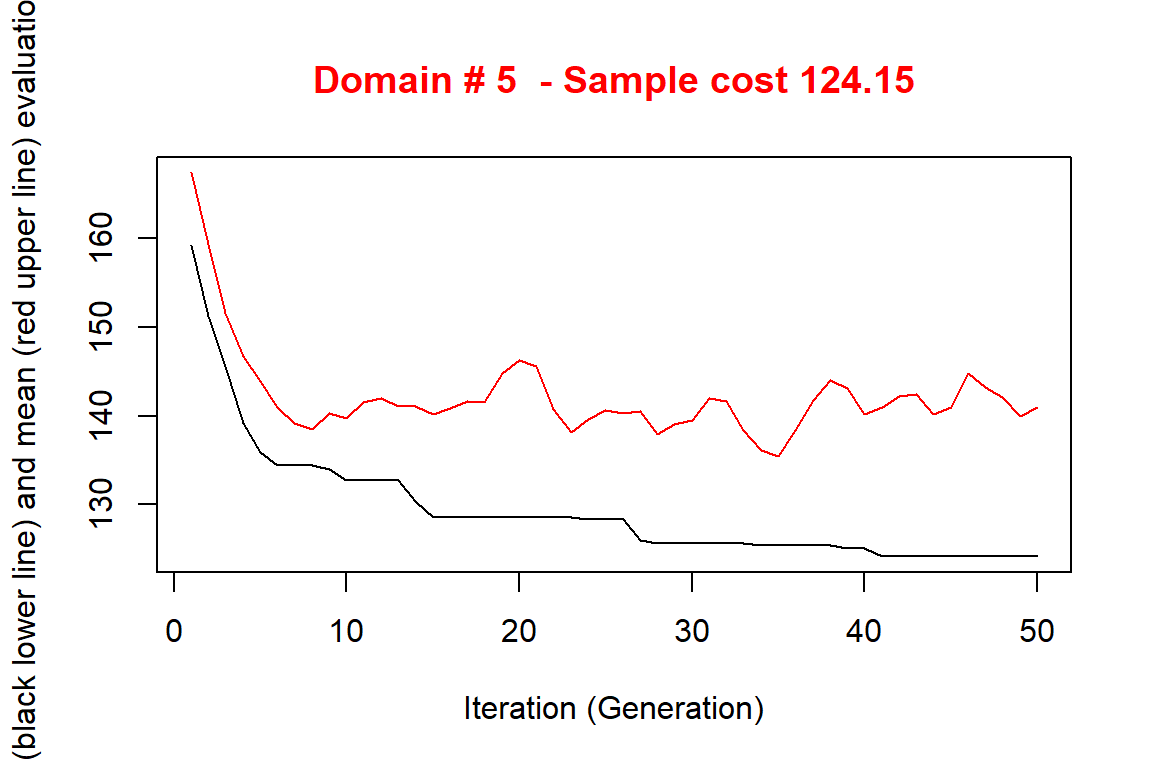 Domain # 5  - Sample cost 124.15
(black lower line) and mean (red upper line) evaluatio
160
150
140
130
0 10 20 30 40 50
Iteration (Generation)